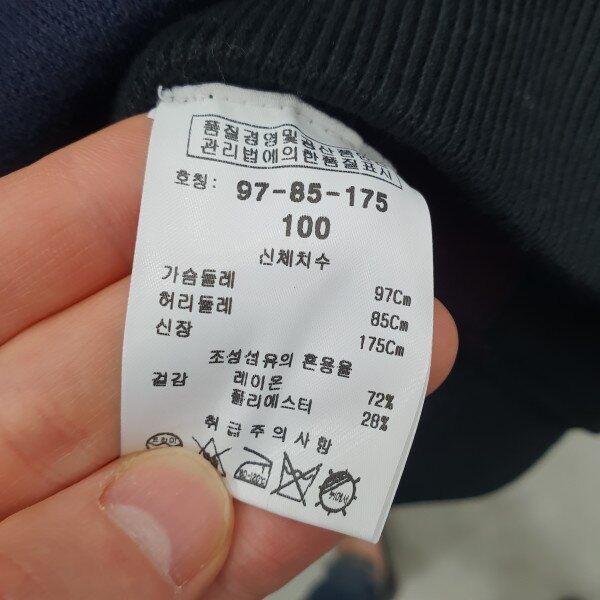 품질경영및공산품안전
관리법에의한품질표시
호칭: 97-85-175
100
신체치수
가슴둘레 97Cm
허리둘레 85Cm
신장 175Cm
조성섬유의 혼용율
겉감 레이온 72%
폴리에스터 28%
취급주의사항
드라이